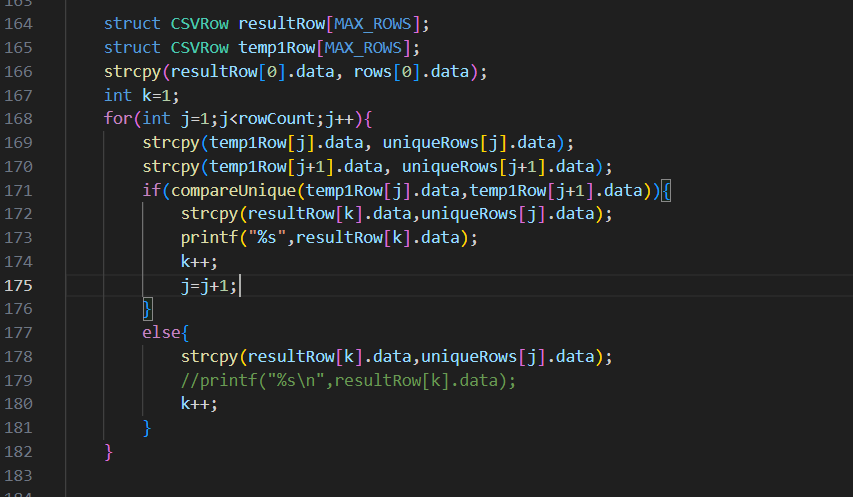 164 struct CSVRow resultRow[MAX_ROWS];
165 struct CSVRow temp1Row[MAX_ROWS];
166 strcpy(resultRow[0].data, rows[0].data);
167 int k=1;
168 for(int j=1;j<rowCount;j++){
169 strcpy(temp1Row[j].data, uniqueRows[j].data);
170 strcpy(temp1Row[j+1].data, uniqueRows[j+1].data);
171 if(compareUnique(temp1Row[j].data,temp1Row[j+1].data)){
172 strcpy(resultRow[k].data,uniqueRows[j].data);
173 printf("%s",resultRow[k].data);
174 k++;
175 j=j+1;
176 }
177 else{
178 strcpy(resultRow[k].data,uniqueRows[j].data);
179 //printf("%s\n",resultRow[k].data);
180 k++;
181 }
182 }
183